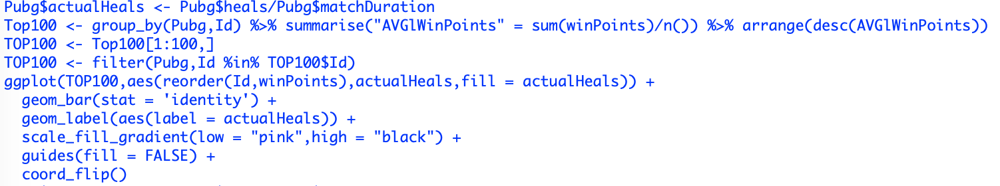 Pubg$actualHeals <- Pubg$heals/Pubg$matchDuration
Top100 <- group_by(Pubg,Id) %>% summarise("AVGlWinPoints" = sum(winPoints)/n()) %>% arrange(desc(AVGlWinPoints))
TOP100 <- Top100[1:100,]
TOP100 <- filter(Pubg,Id %in% TOP100$Id)
ggplot(TOP100,aes(reorder(Id,winPoints),actualHeals,fill = actualHeals)) +
  geom_bar(stat = 'identity') +
  geom_label(aes(label = actualHeals)) +
  scale_fill_gradient(low = "pink",high = "black") +
  guides(fill = FALSE) +
  coord_flip()